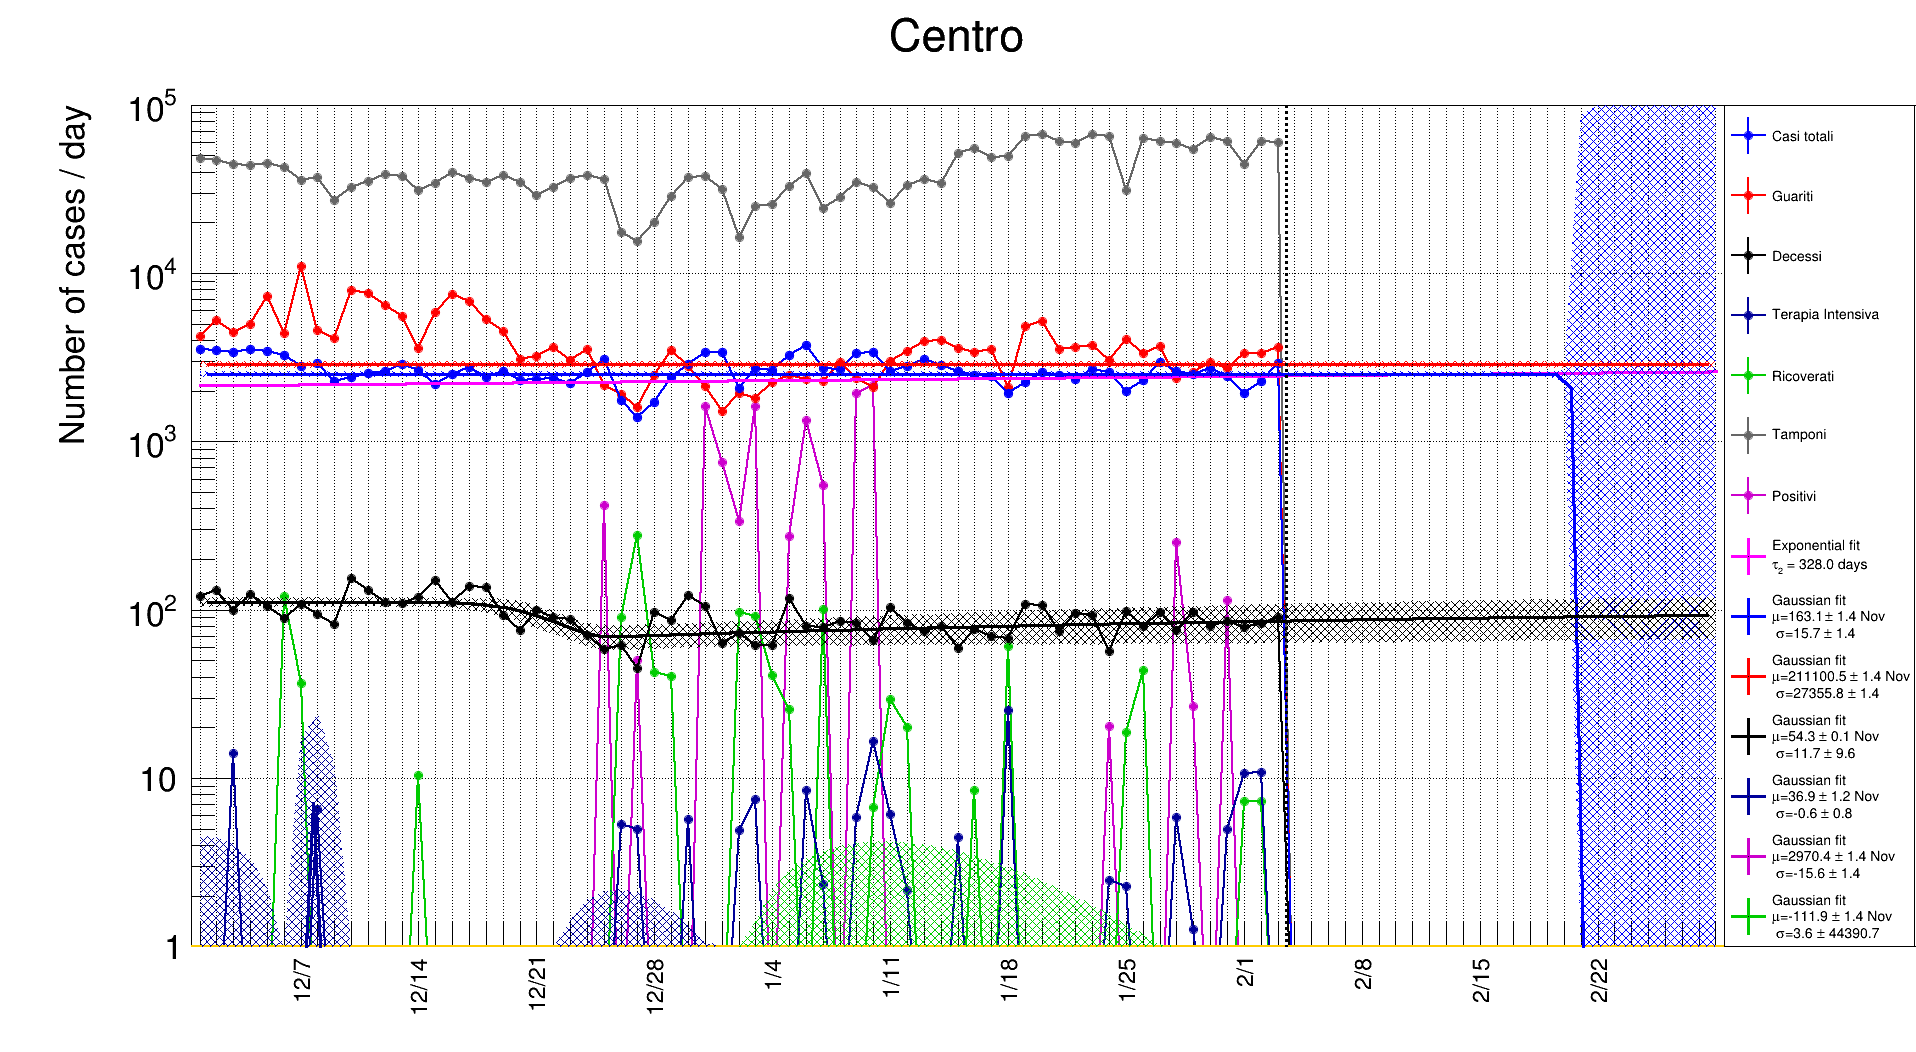 Centro
Number of cases / day
10^5
10^4
10^3
10^2
10
1
12/7
12/14
12/21
12/28
1/4
1/11
1/18
1/25
2/1
2/8
2/15
2/22
Casi totali
Guariti
Decessi
Terapia Intensiva
Ricoverati
Tamponi
Positivi
Exponential fit
τ₂ = 328.0 days
Gaussian fit
μ=163.1 ± 1.4 Nov
σ=15.7 ± 1.4
Gaussian fit
μ=211100.5 ± 1.4 Nov
σ=27355.8 ± 1.4
Gaussian fit
μ=54.3 ± 0.1 Nov
σ=11.7 ± 9.6
Gaussian fit
μ=36.9 ± 1.2 Nov
σ=-0.6 ± 0.8
Gaussian fit
μ=2970.4 ± 1.4 Nov
σ=-15.6 ± 1.4
Gaussian fit
μ=-111.9 ± 1.4 Nov
σ=3.6 ± 44390.7